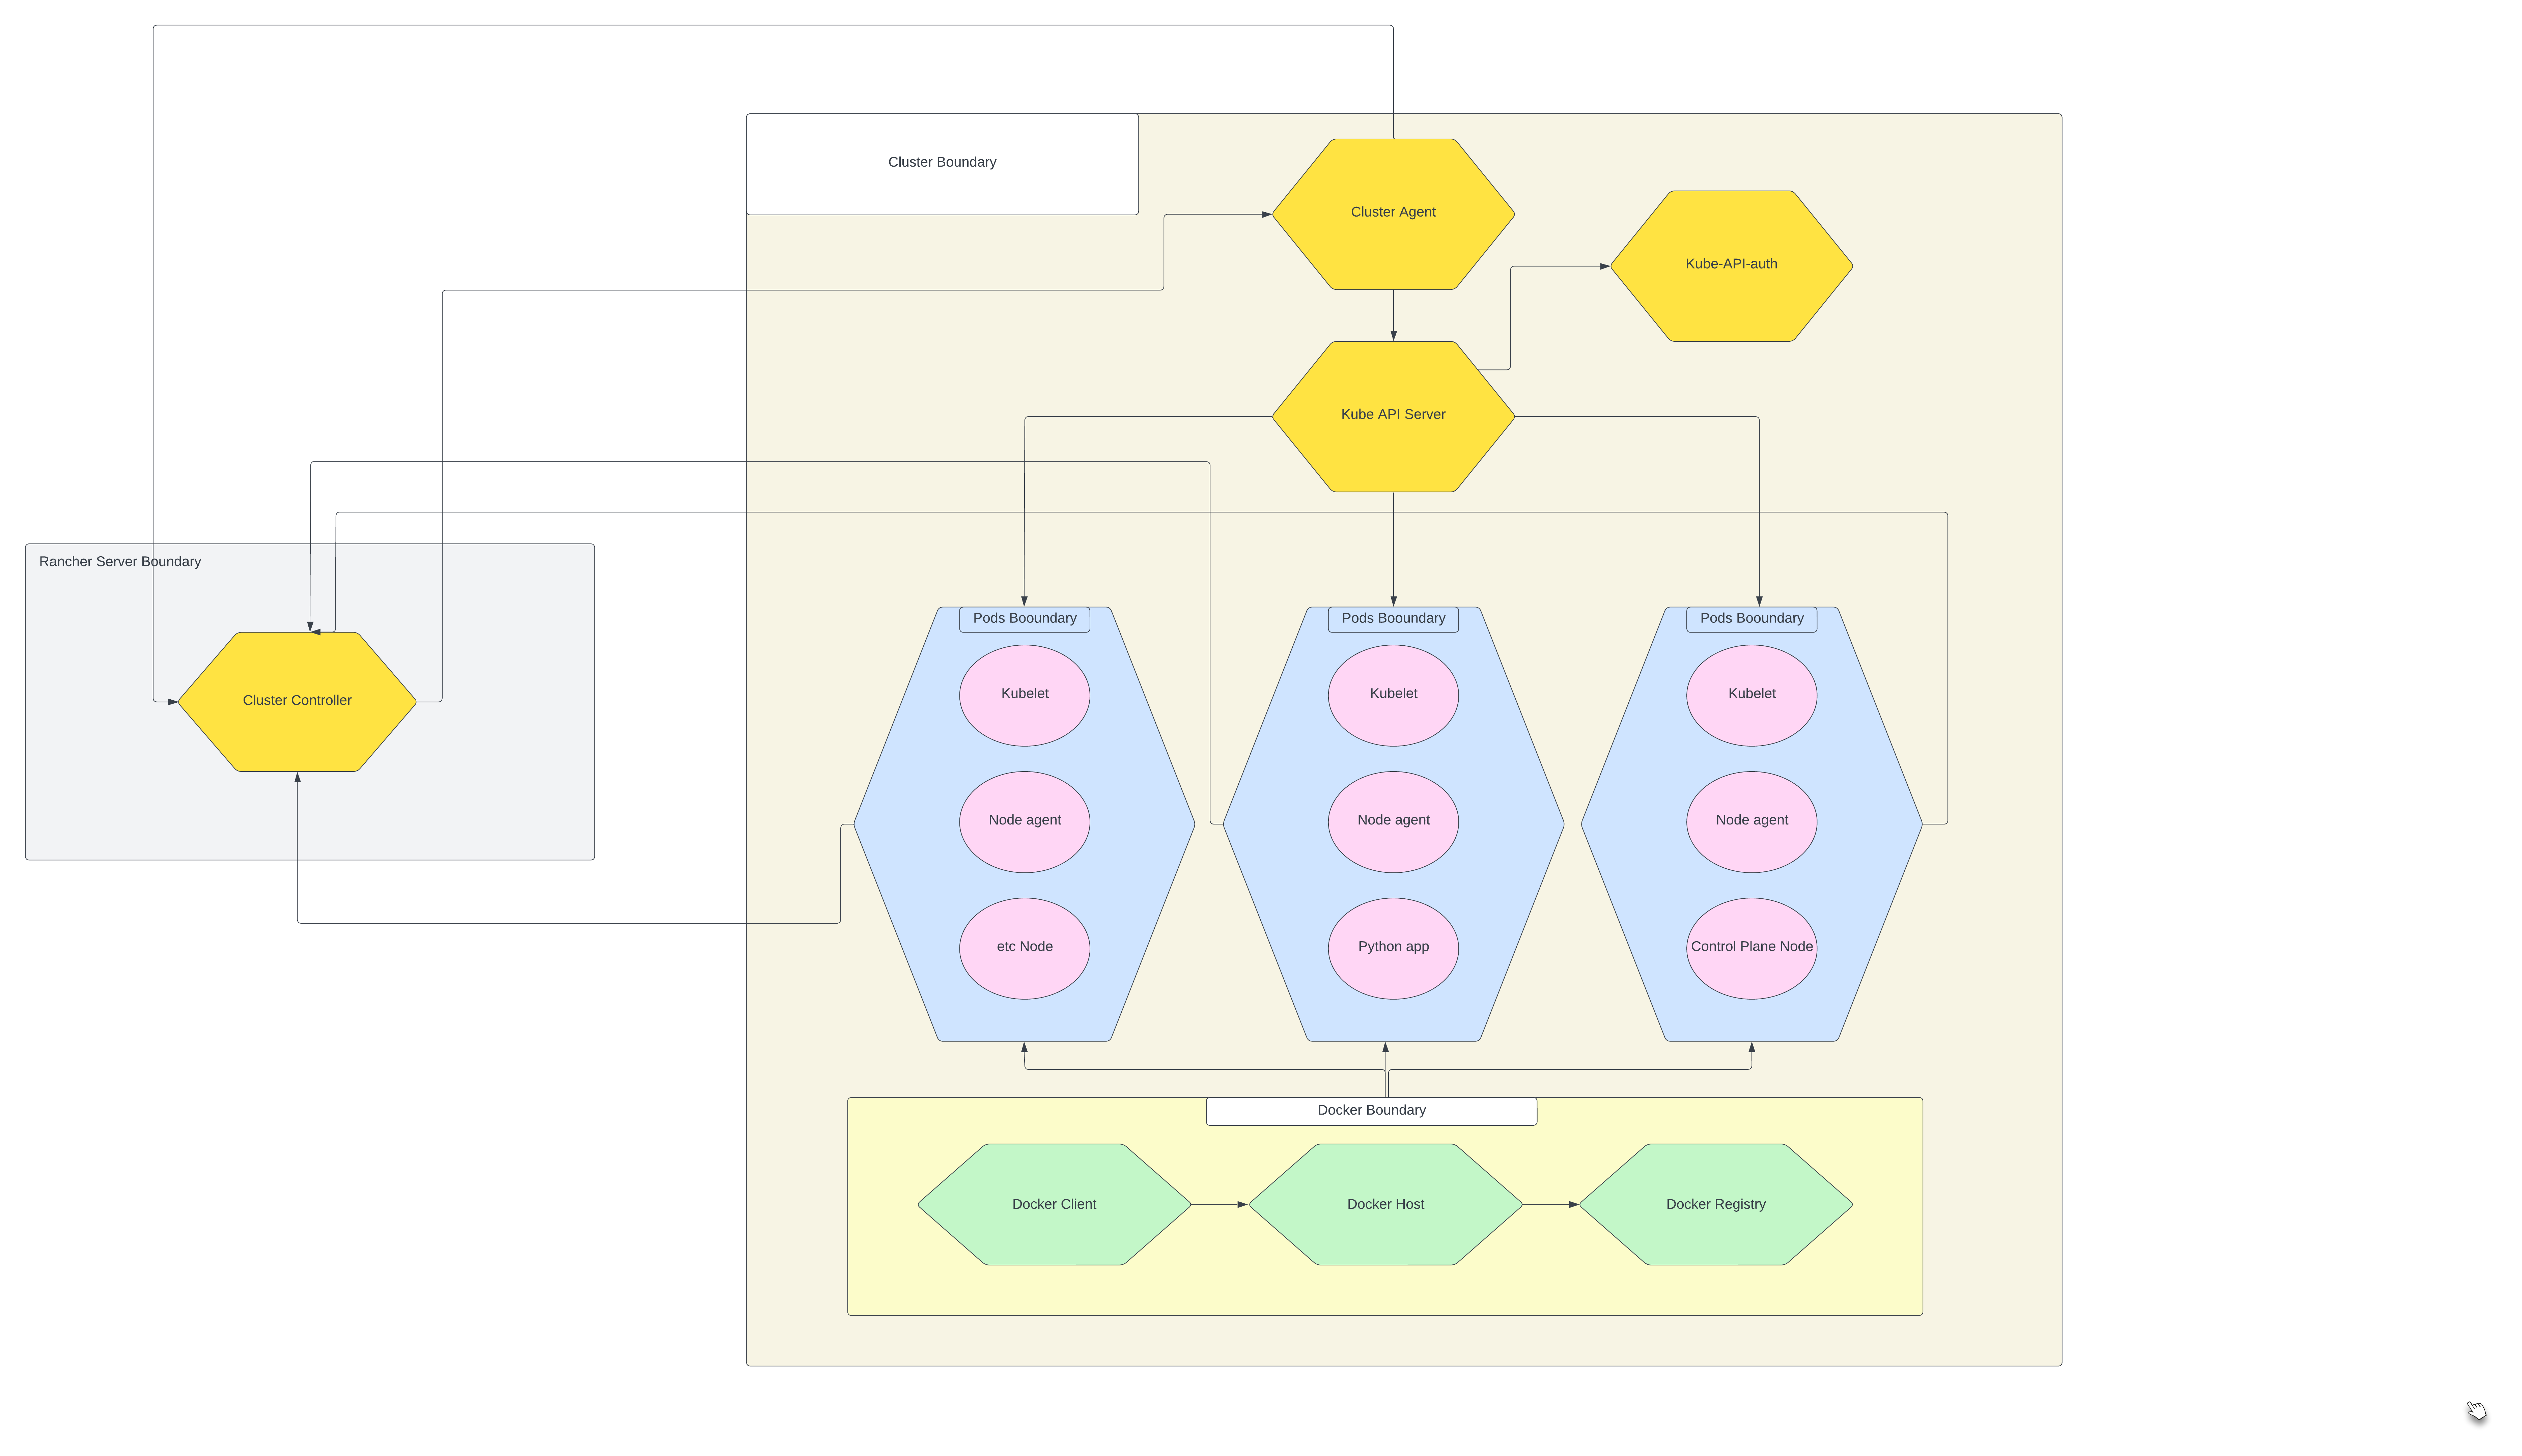 Cluster Boundary
Cluster Agent
Kube-API-auth
Kube API Server
Rancher Server Boundary
Cluster Controller
Pods Booundary
Kubelet
Node agent
etc Node
Pods Booundary
Kubelet
Node agent
Python app
Pods Booundary
Kubelet
Node agent
Control Plane Node
Docker Boundary
Docker Client
Docker Host
Docker Registry